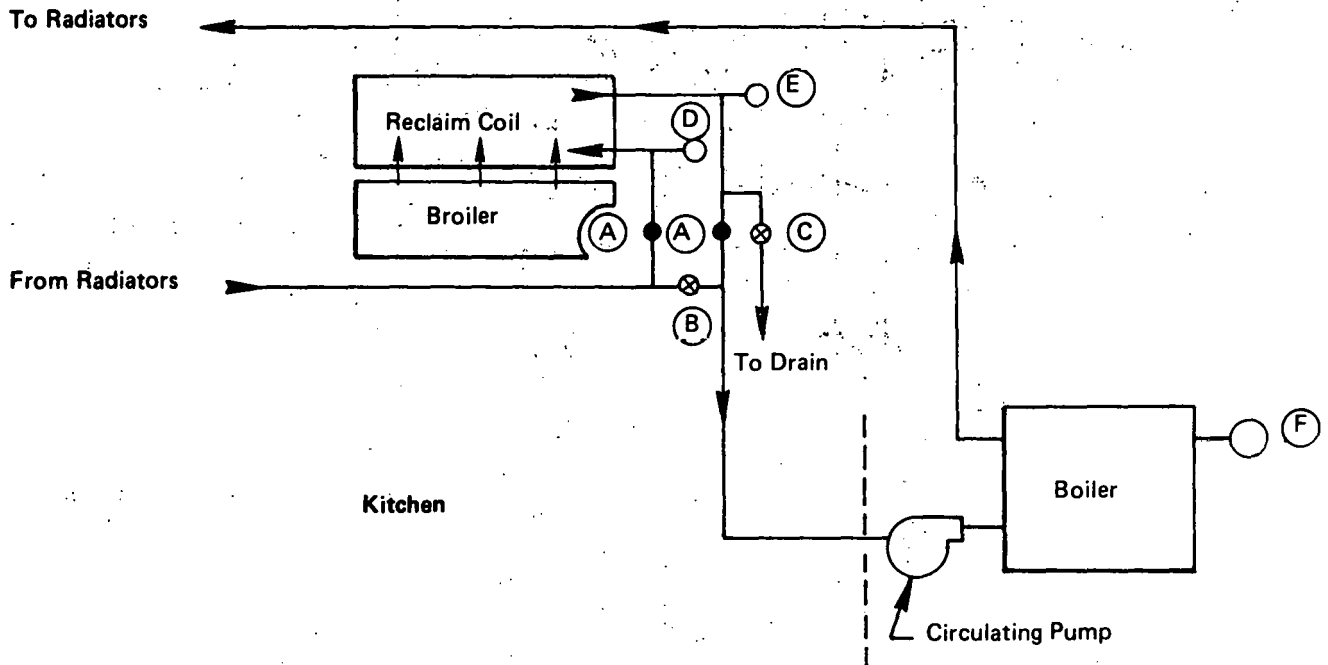 To Radiators
E
D
Reclaim Coil
Broiler
A
A
C
From Radiators
B
To Drain
F
Boiler
Kitchen
Circulating Pump